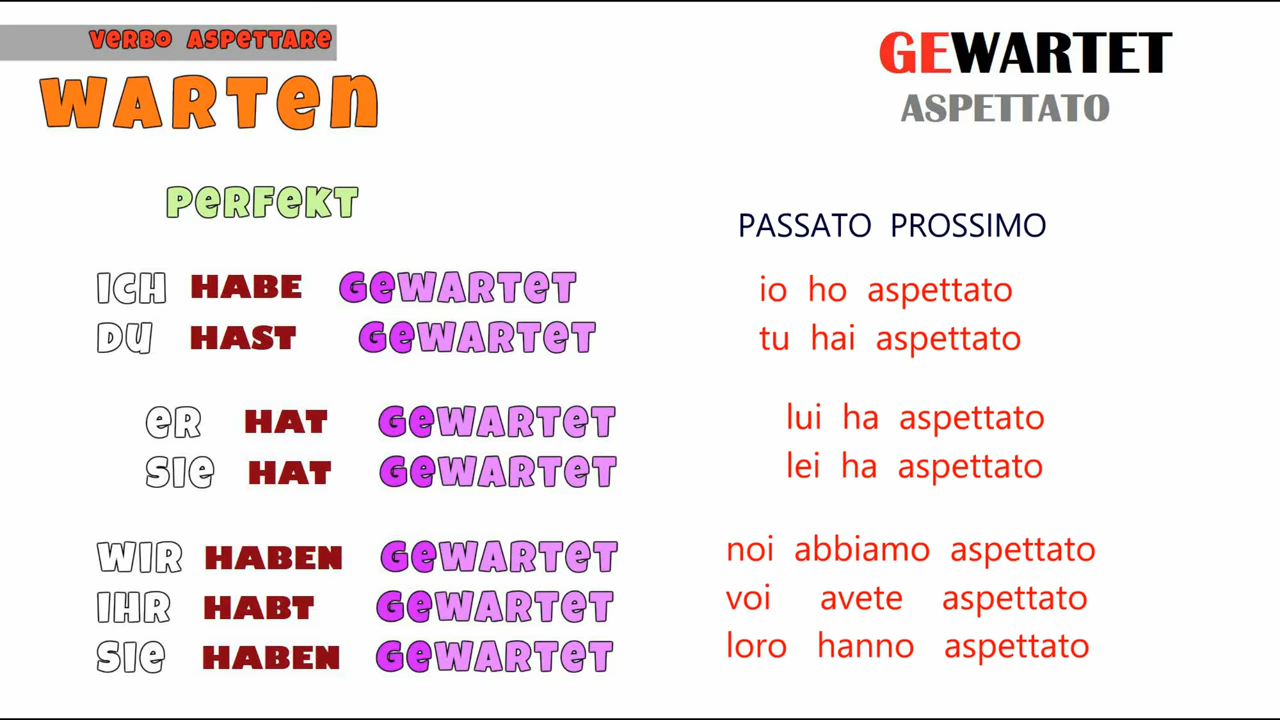 VERBO ASPETTARE
WARTEN
GEWARTET
ASPETTATO
PERFEKT
PASSATO PROSSIMO
ICH HABE GEWARTET
io ho aspettato
DU HAST GEWARTET
tu hai aspettato
ER HAT GEWARTET
lui ha aspettato
SIE HAT GEWARTET
lei ha aspettato
WIR HABEN GEWARTET
noi abbiamo aspettato
IHR HABT GEWARTET
voi avete aspettato
SIE HABEN GEWARTET
loro hanno aspettato